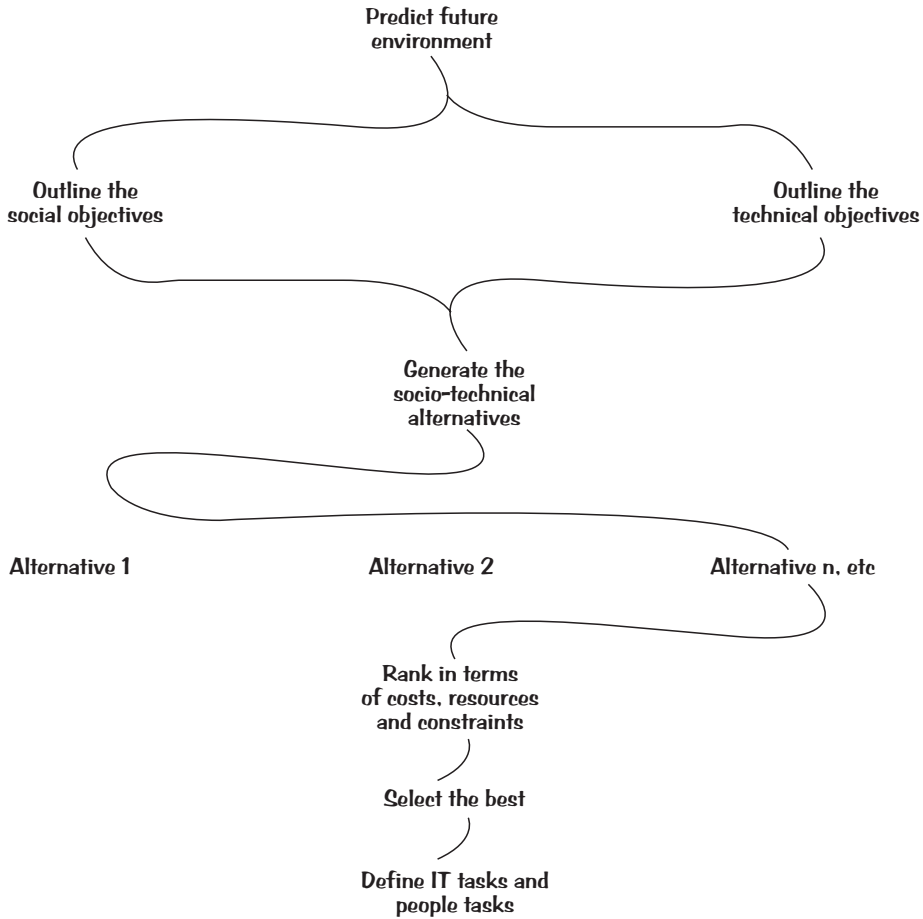 Predict future
environment
Outline the
social objectives
Outline the
technical objectives
Generate the
socio-technical
alternatives
Alternative 1
Alternative 2
Alternative n, etc
Rank in terms
of costs, resources
and constraints
Select the best
Define IT tasks and
people tasks